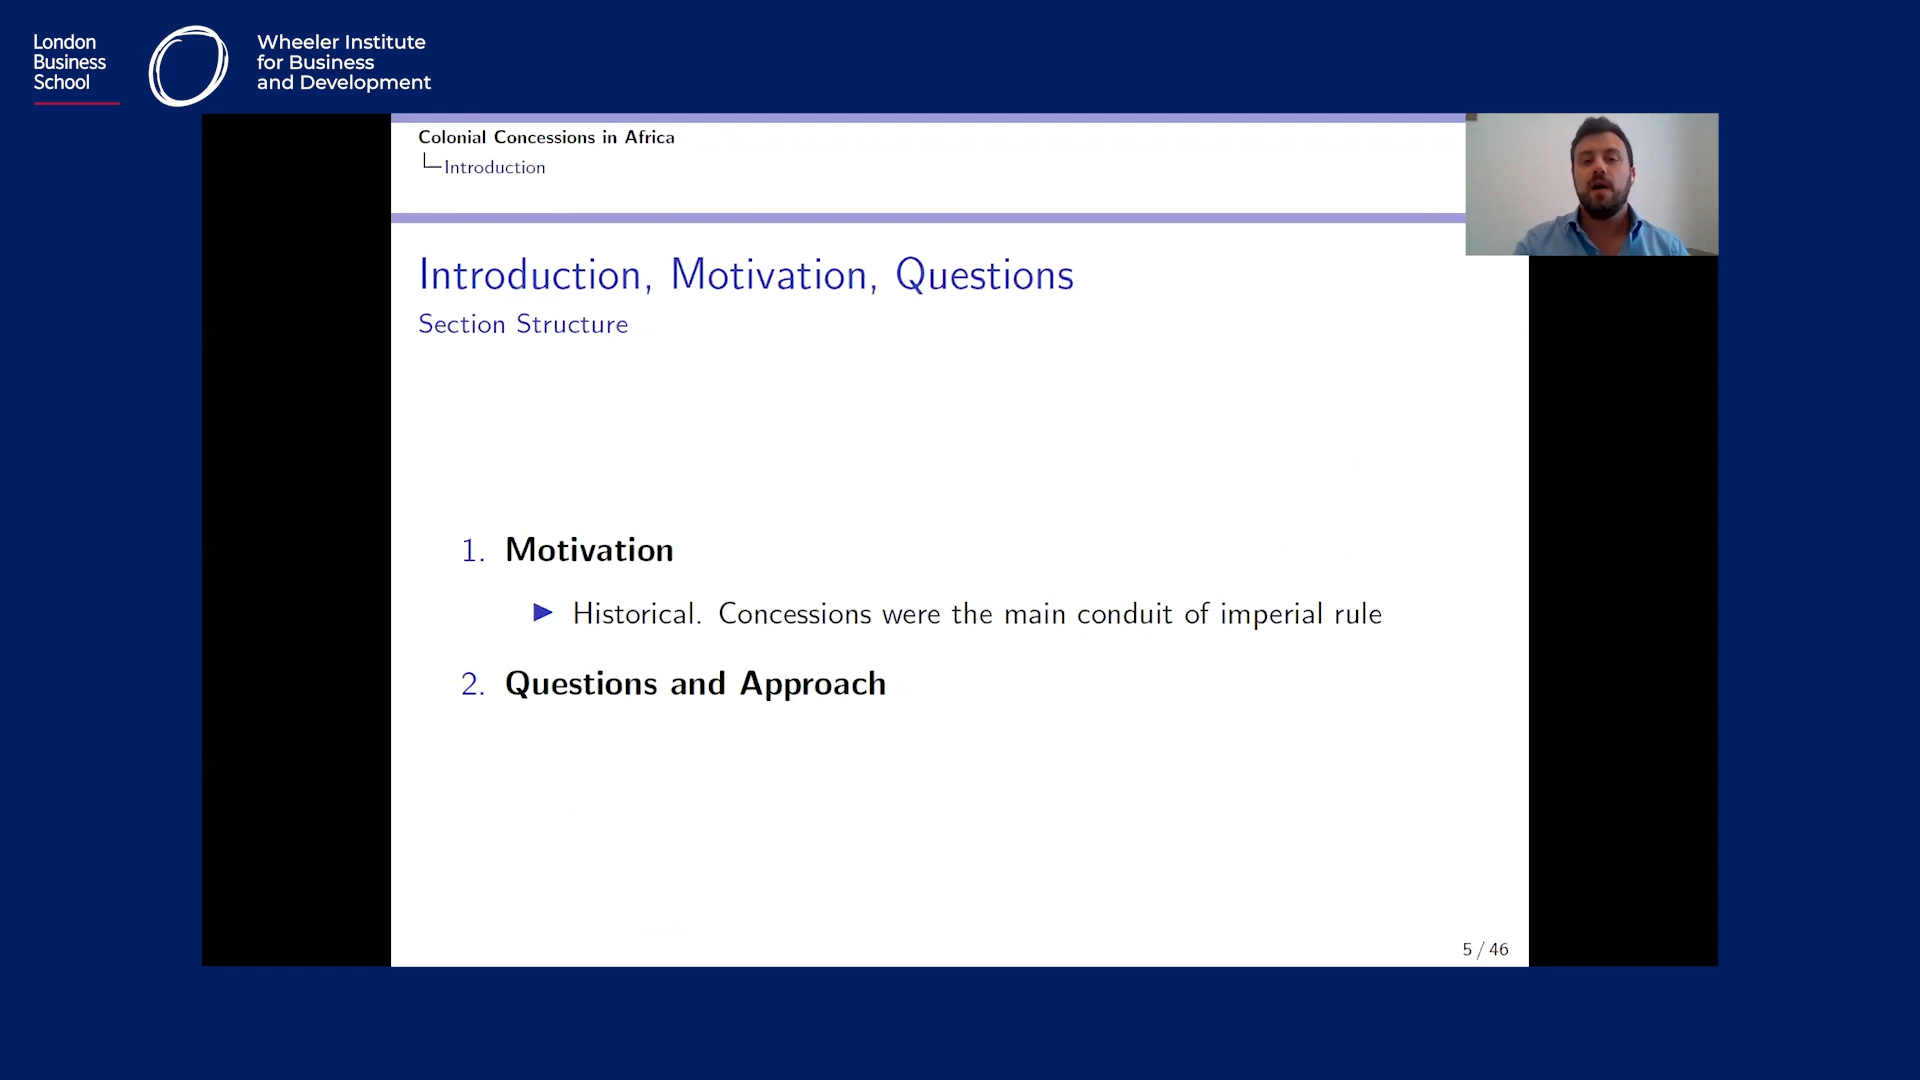 London
Business
School
Wheeler Institute
for Business
and Development
Colonial Concessions in Africa
Introduction
Introduction, Motivation, Questions
Section Structure
1. Motivation
Historical. Concessions were the main conduit of imperial rule
2. Questions and Approach
5 / 46